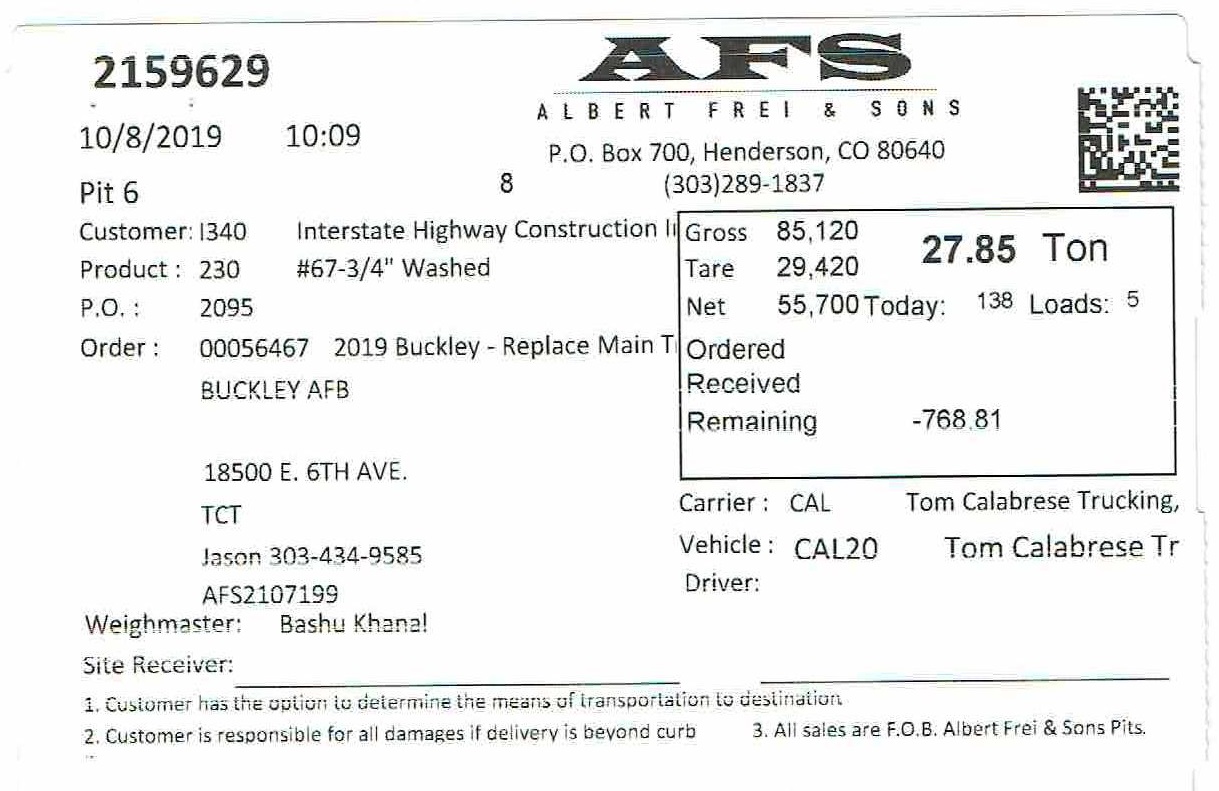 2159629
AFS
ALBERT FREI & SONS
10/8/2019 10:09
P.O. Box 700, Henderson, CO 80640
Pit 6 8 (303)289-1837
Customer: I340 Interstate Highway Construction I
Product : 230 #67-3/4" Washed
P.O. : 2095
Order : 00056467 2019 Buckley - Replace Main T
BUCKLEY AFB
18500 E. 6TH AVE.
TCT
Jason 303-434-9585
AFS2107199
Gross 85,120 27.85 Ton
Tare 29,420
Net 55,700 Today: 138 Loads: 5
Ordered
Received
Remaining -768.81
Carrier : CAL Tom Calabrese Trucking,
Vehicle : CAL20 Tom Calabrese Tr
Driver:
Weighmaster: Bashu Khanal
Site Receiver:
1. Customer has the option to determine the means of transportation to destination
2. Customer is responsible for all damages if delivery is beyond curb 3. All sales are F.O.B. Albert Frei & Sons Pits.